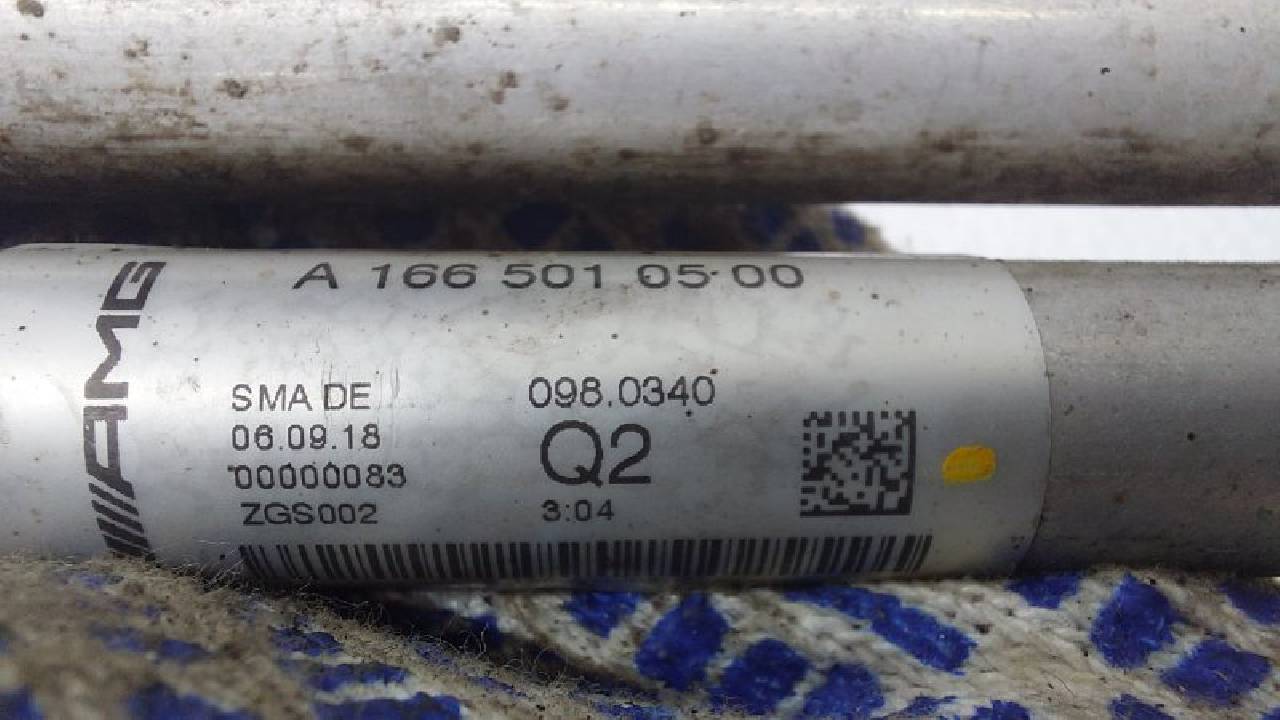 AMG
A 166 501 05 00
SMA DE
06.09.18
00000083
ZGS002
098.0340
Q2
3:04